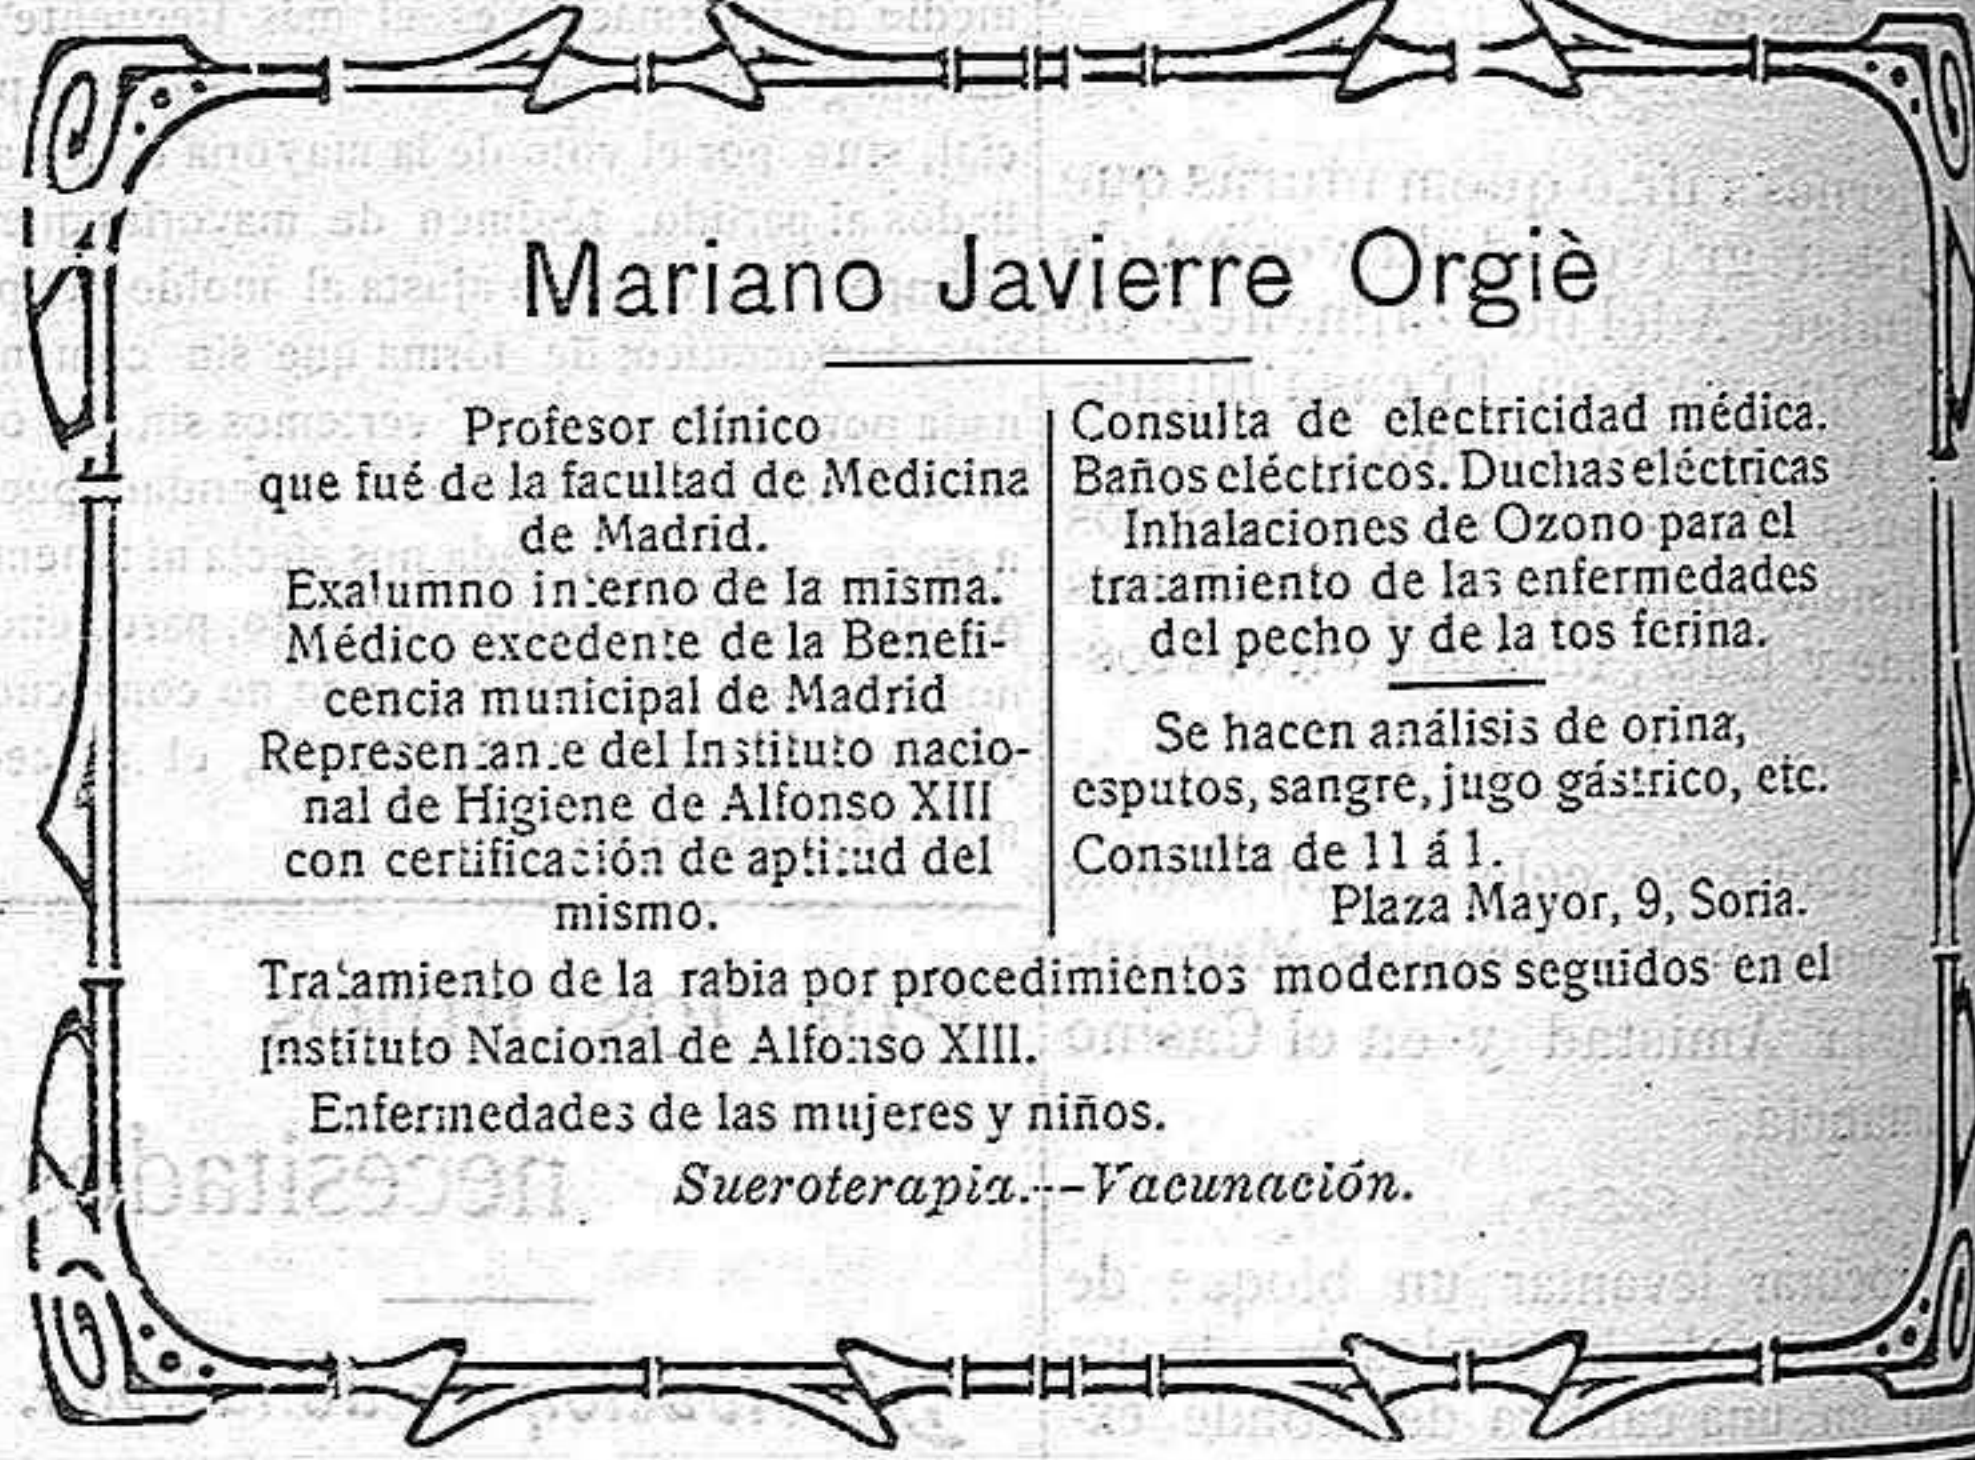 Mariano Javierre Orgiè
Profesor clínico
que fué de la facultad de Medicina
de Madrid.
Exalumno interno de la misma.
Médico excedente de la Benefi-
cencia municipal de Madrid
Representante del Instituto nacio-
nal de Higiene de Alfonso XIII
con certificación de aptitud del
mismo.
Consulta de electricidad médica.
Baños eléctricos. Duchas eléctricas
Inhalaciones de Ozono para el
tratamiento de las enfermedades
del pecho y de la tos ferina.
Se hacen análisis de orina,
esputos, sangre, jugo gástrico, etc.
Consulta de 11 á 1.
Plaza Mayor, 9, Soria.
Tratamiento de la rabia por procedimientos modernos seguidos en el
Instituto Nacional de Alfonso XIII.
Enfermedades de las mujeres y niños.
Sueroterapia.--Vacunación.